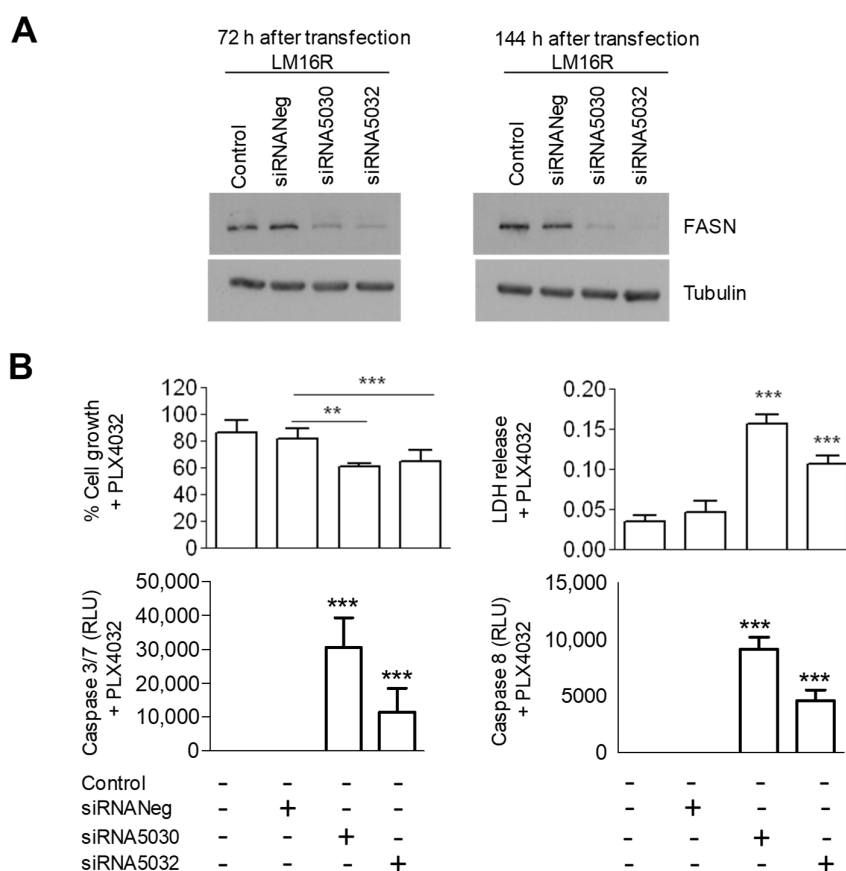 A
72 h after transfection
LM16R
Control
siRNANeg
siRNA5030
siRNA5032
144 h after transfection
LM16R
Control
siRNANeg
siRNA5030
siRNA5032
FASN
Tubulin
B
% Cell growth
+ PLX4032
120
100
80
60
40
20
0
***
**
LDH release
+ PLX4032
0.20
0.15
0.10
0.05
0.00
***
***
Caspase 3/7 (RLU)
+ PLX4032
50,000
40,000
30,000
20,000
10,000
0
***
***
Caspase 8 (RLU)
+ PLX4032
15,000
10,000
5000
0
***
***
Control - - - - - - - -
siRNANeg - + - - - + - -
siRNA5030 - - + - - - + -
siRNA5032 - - - + - - - +